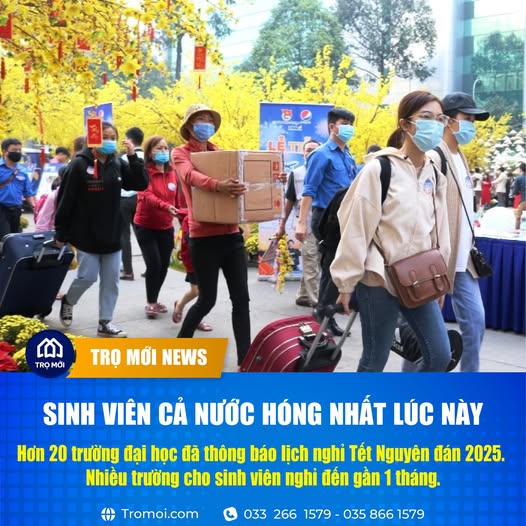 LỄ
pepsi
TRỌ MỚI
TRỌ MỚI NEWS
SINH VIÊN CẢ NƯỚC HÓNG NHẤT LÚC NÀY
Hơn 20 trường đại học đã thông báo lịch nghỉ Tết Nguyên đán 2025.
Nhiều trường cho sinh viên nghỉ đến gần 1 tháng.
Tromoi.com
033 266 1579 - 035 866 1579